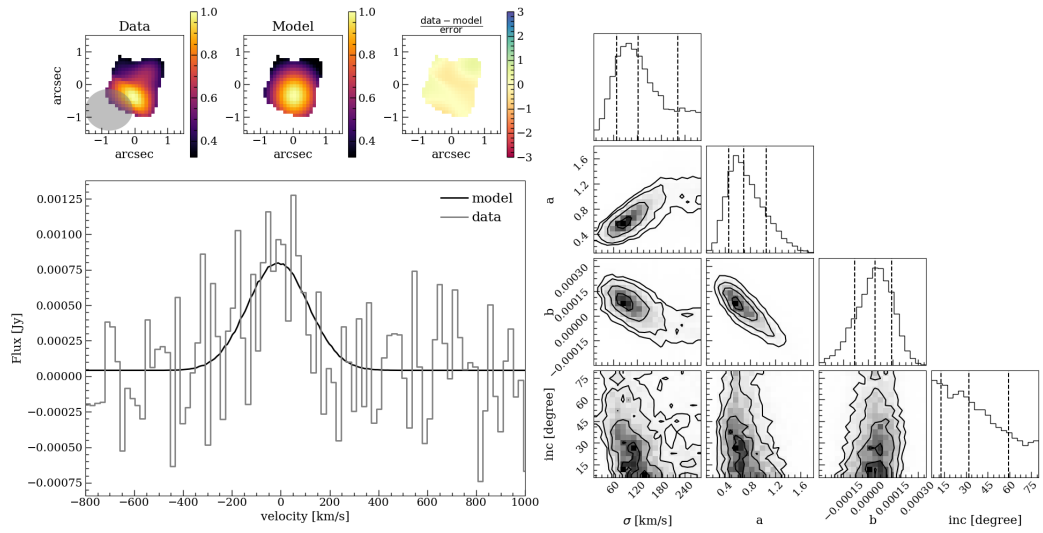 Data
Model
data − model
error
1.0
0.8
0.6
0.4
1.0
0.8
0.6
0.4
3
2
1
0
−1
−2
−3
arcsec
1
0
−1
−1 0 1
−1 0 1
−1 0 1
arcsec
arcsec
arcsec
Flux [Jy]
0.00125
0.00100
0.00075
0.00050
0.00025
0.00000
−0.00025
−0.00050
−0.00075
model
data
−800 −600 −400 −200 0 200 400 600 800 1000
velocity [km/s]
a
1.6
1.2
0.8
0.4
b
0.00030
0.00015
0.00000
−0.00015
inc [degree]
75
60
45
30
15
60 120 180 240
0.4 0.8 1.2 1.6
−0.00015 0.00000 0.00015 0.00030
15 30 45 60 75
σ [km/s]
a
b
inc [degree]